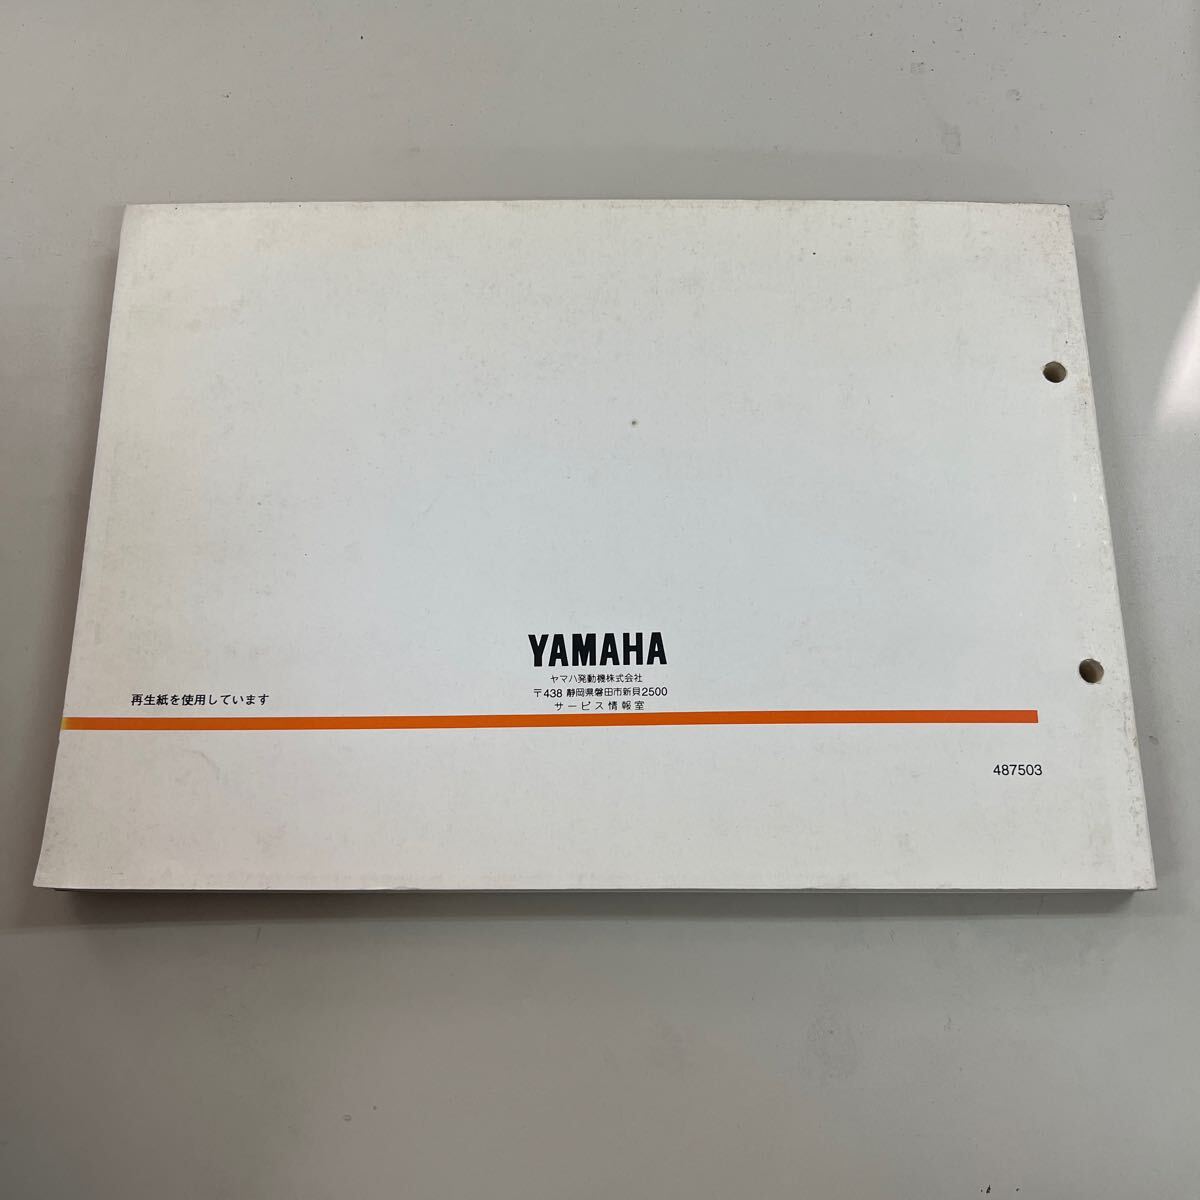 YAMAHA
ヤマハ発動機株式会社
〒438 静岡県磐田市新貝2500
サービス情報室
再生紙を使用しています
487503